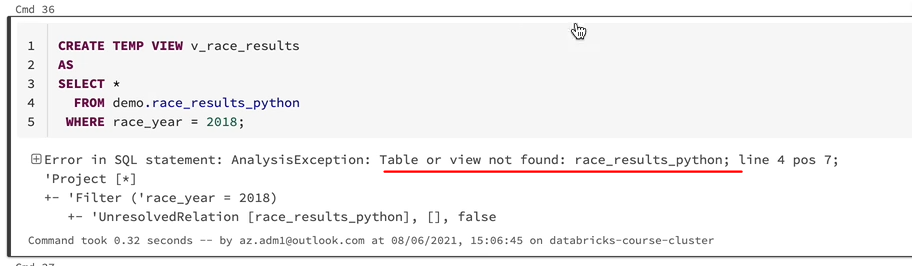 Cmd 36
1 CREATE TEMP VIEW v_race_results
2 AS
3 SELECT *
4 FROM demo.race_results_python
5 WHERE race_year = 2018;
Error in SQL statement: AnalysisException: Table or view not found: race_results_python; line 4 pos 7;
'Project [*]
+- 'Filter ('race_year = 2018)
+- 'UnresolvedRelation [race_results_python], [], false
Command took 0.32 seconds -- by az.adm1@outlook.com at 08/06/2021, 15:06:45 on databricks-course-cluster